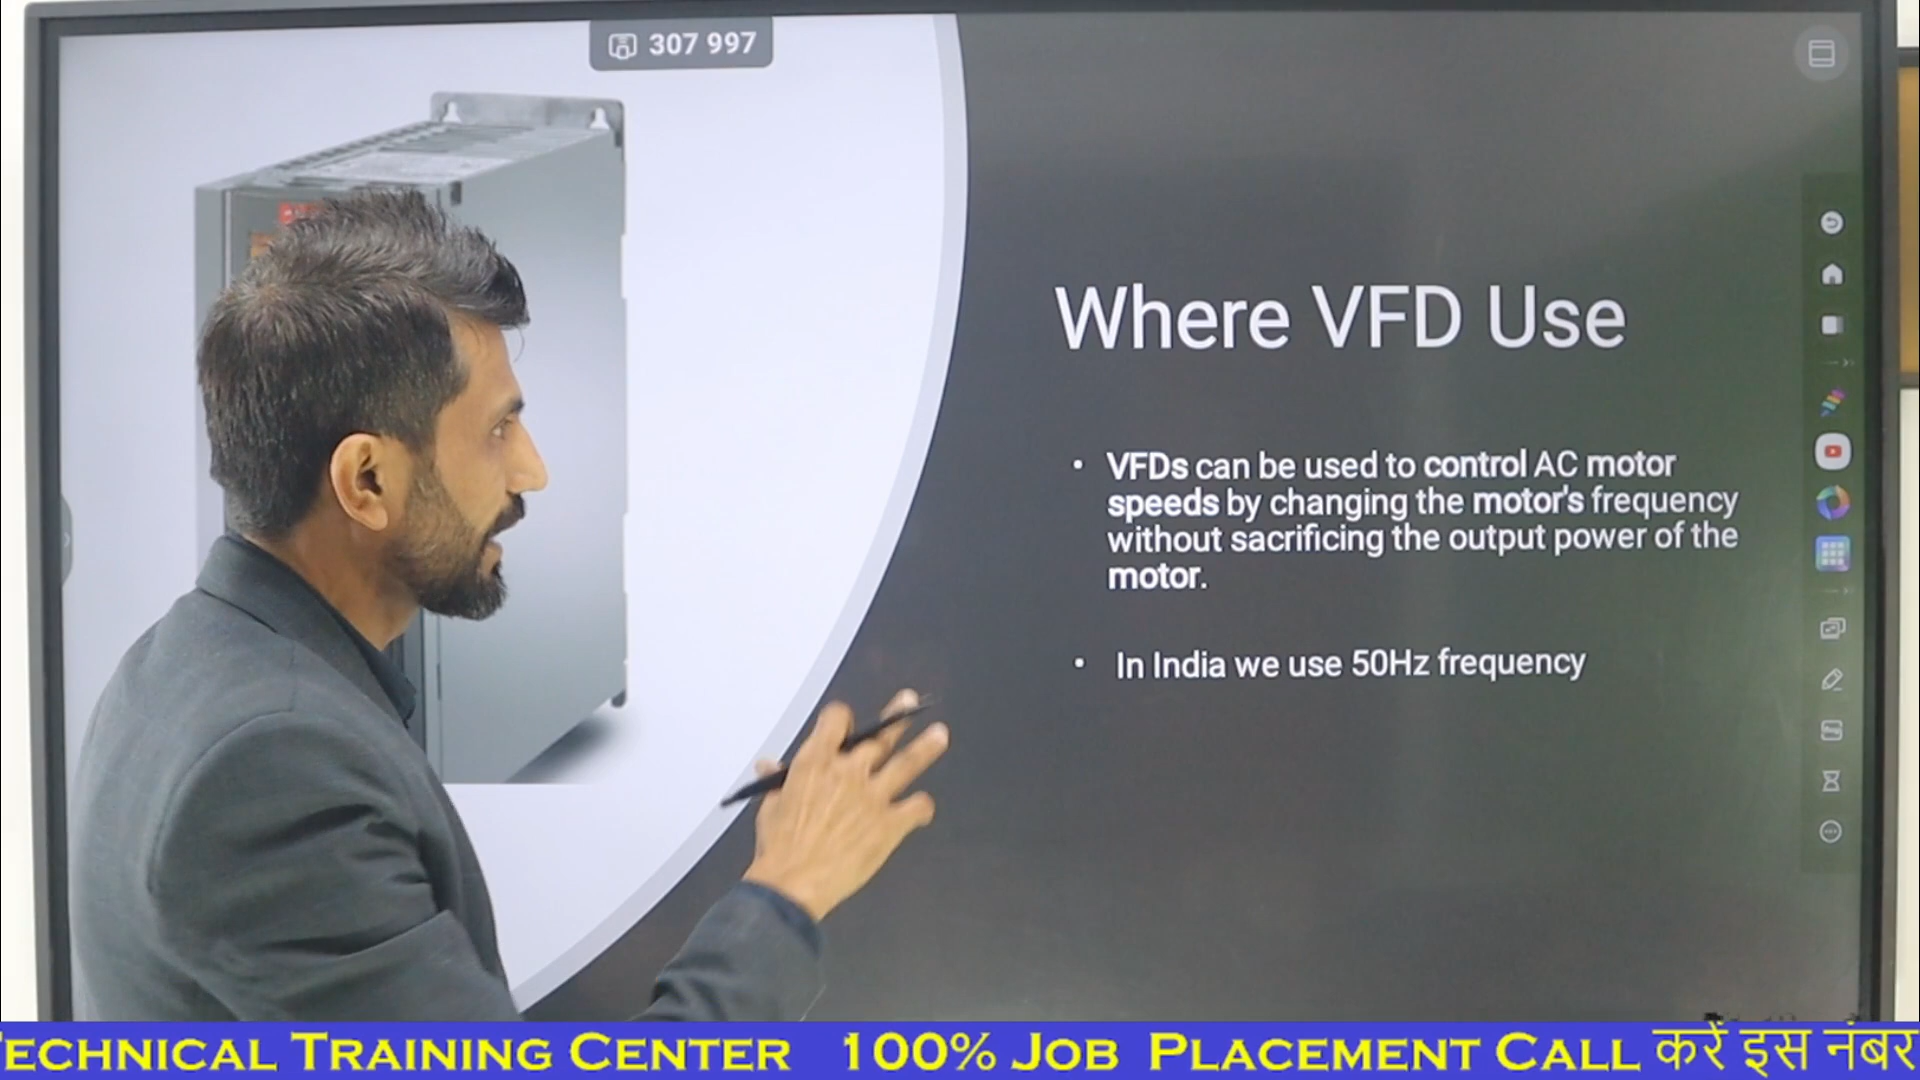 307 997
Where VFD Use
• VFDs can be used to control AC motor
speeds by changing the motor's frequency
without sacrificing the output power of the
motor.
• In India we use 50Hz frequency
TECHNICAL TRAINING CENTER 100% JOB PLACEMENT CALL करें इस नंबर